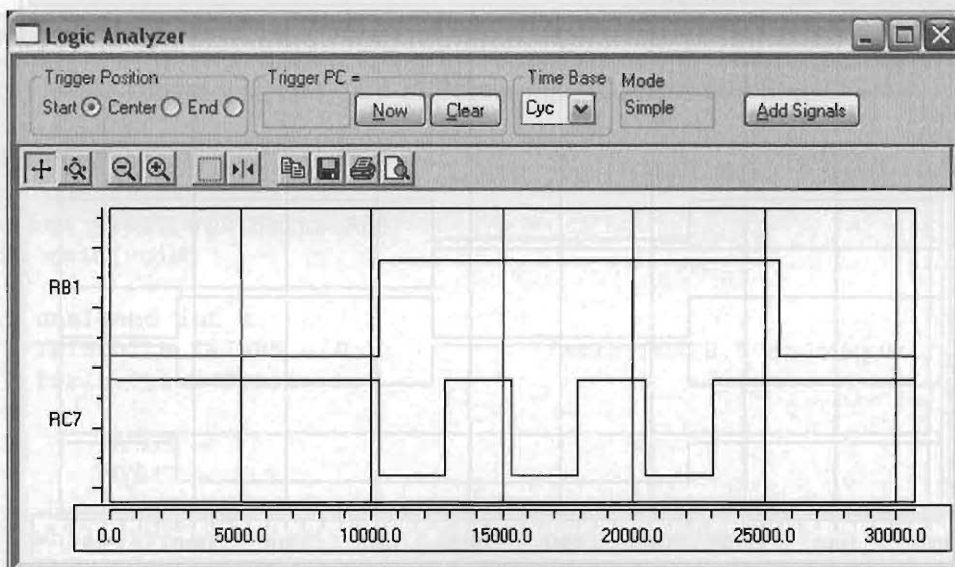 Logic Analyzer
Trigger Position
Start Center End
Trigger PC =
Now Clear
Time Base
Cyc
Mode
Simple
Add Signals
RB1
RC7
0.0 50000.0 10000.0 15000.0 20000.0 25000.0 30000.0